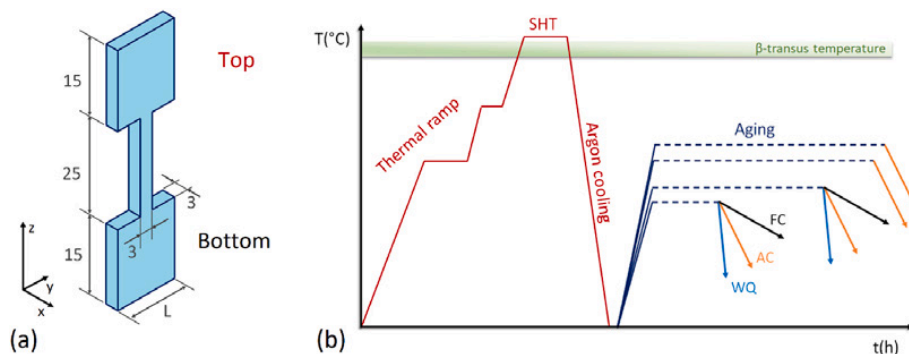 15
Top
25
3
3
15
Bottom
z
y
x
L
(a)
T(°C)
SHT
β-transus temperature
Thermal ramp
Argon cooling
Aging
FC
AC
WQ
t(h)
(b)